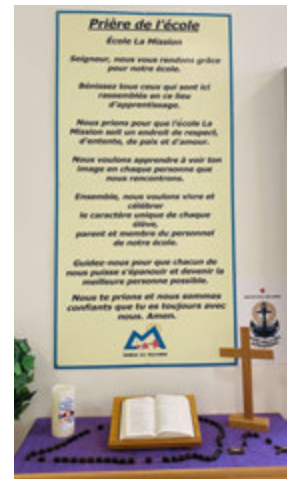 Prière de l'école
École La Mission
Seigneur, nous vous rendons grâce
pour notre école.
Bénissez tous ceux qui sont ici
rassemblés en ce lieu
d'apprentissage.
Nous prions pour que l'école La
Mission soit un endroit de respect,
d'entente, de paix et d'amour.
Nous voulons apprendre à voir ton
image en chaque personne que
nous rencontrons.
Ensemble, nous voulons vivre et
célébrer
le caractère unique de chaque
élève,
parent et membre du personnel
de notre école.
Guidez-nous pour que chacun de
nous puisse s'épanouir et devenir la
meilleure personne possible.
Nous te prions et nous sommes
confiants que tu es toujours avec
nous. Amen.